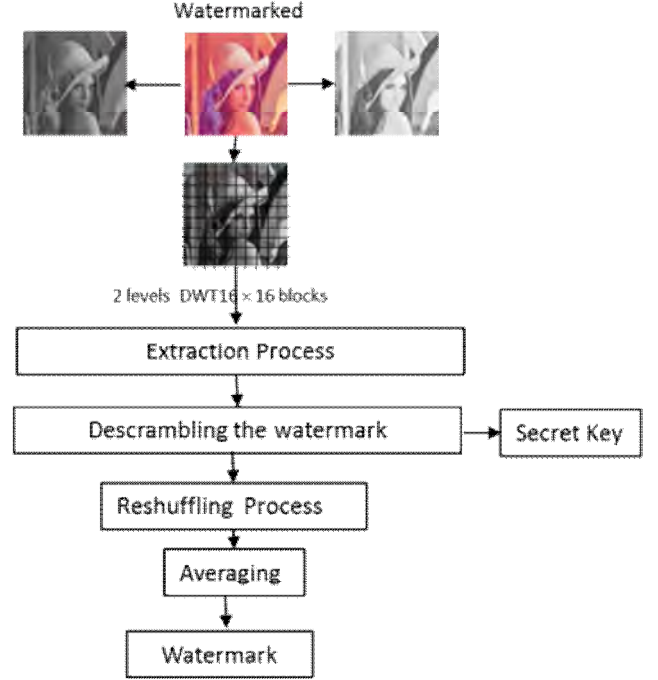 Watermarked
2 levels DWT16 × 16 blocks
Extraction Process
Descrambling the watermark
Secret Key
Reshuffling Process
Averaging
Watermark